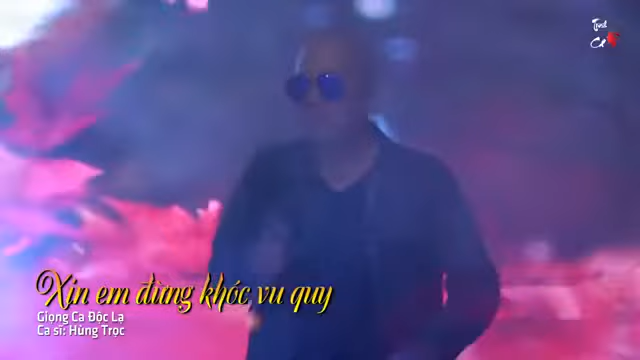 Xin em đừng khóc vu quy
Giọng Ca Độc Lạ
Ca sĩ: Hùng Trọc